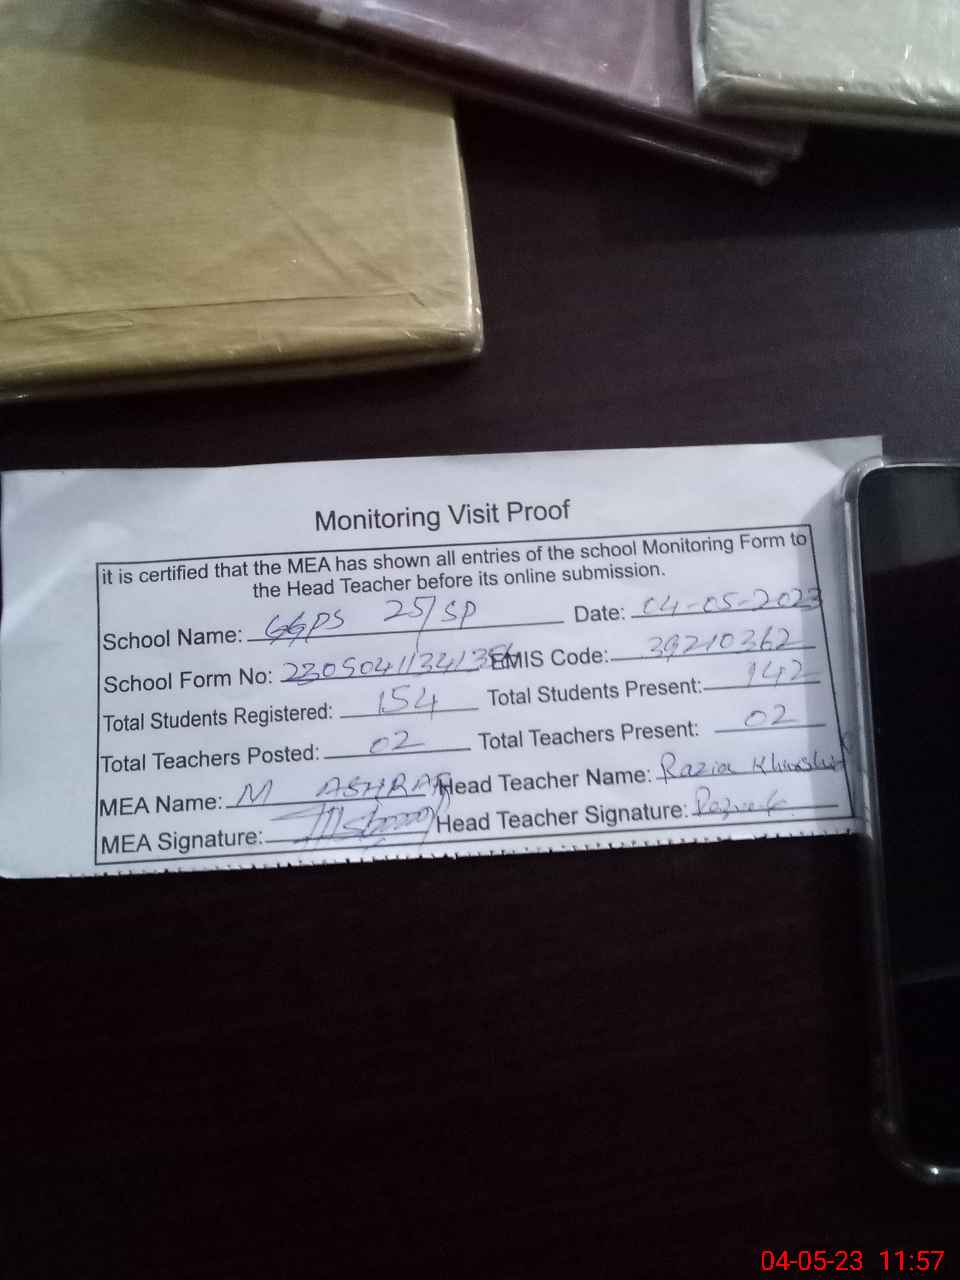 Monitoring Visit Proof
it is certified that the MEA has shown all entries of the school Monitoring Form to
the Head Teacher before its online submission.
School Name: GGPS 25/SP Date: 04-05-2023
School Form No: EMIS Code: 39210362
Total Students Registered: 154 Total Students Present: 142
Total Teachers Posted: 02 Total Teachers Present: 02
MEA Name: M ASHRAF Head Teacher Name: Razia
MEA Signature: Head Teacher Signature:
04-05-23 11:57